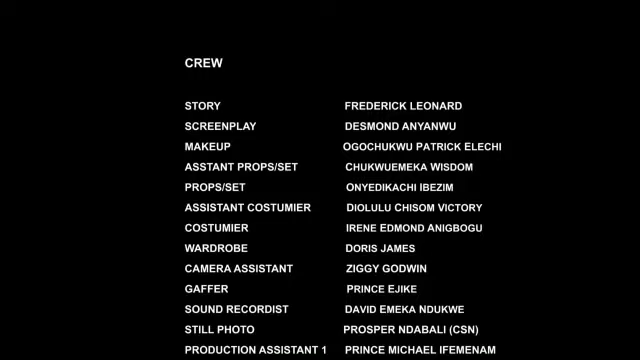 CREW
STORY FREDERICK LEONARD
SCREENPLAY DESMOND ANYANWU
MAKEUP OGOCHUKWU PATRICK ELECHI
ASSTANT PROPS/SET CHUKWUEMEKA WISDOM
PROPS/SET ONYEDIKACHI IBEZIM
ASSISTANT COSTUMIER DIOLULU CHISOM VICTORY
COSTUMIER IRENE EDMOND ANIGBOGU
WARDROBE DORIS JAMES
CAMERA ASSISTANT ZIGGY GODWIN
GAFFER PRINCE EJIKE
SOUND RECORDIST DAVID EMEKA NDUKWE
STILL PHOTO PROSPER NDABALI (CSN)
PRODUCTION ASSISTANT 1 PRINCE MICHAEL IFEMENAM